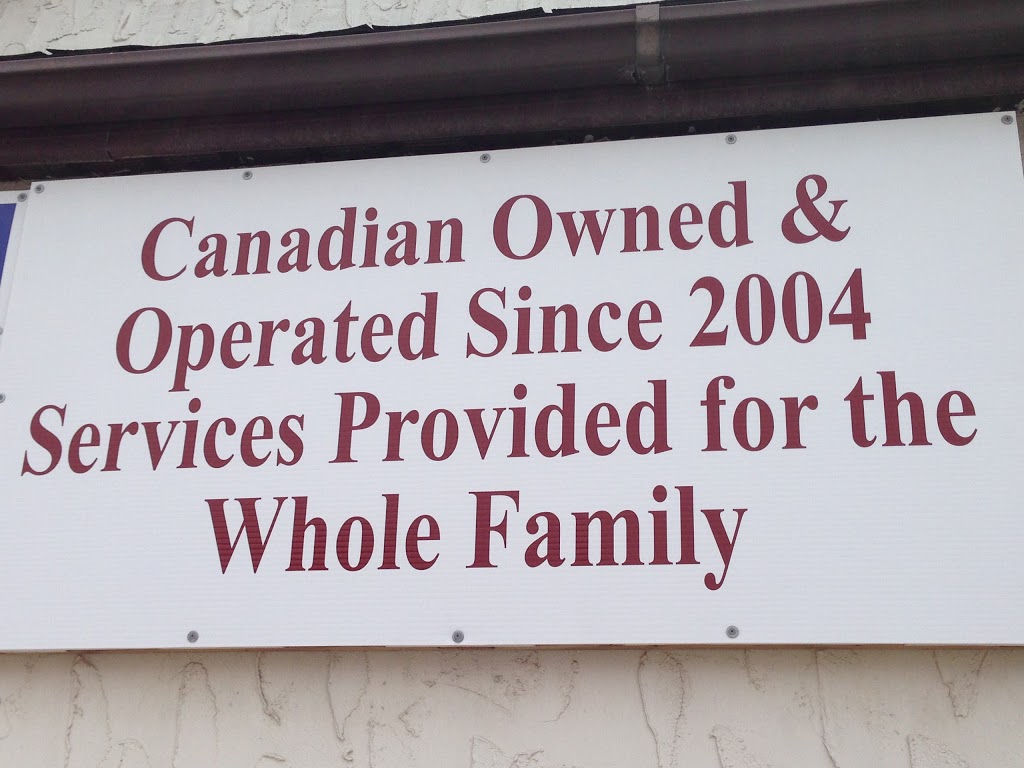 Canadian Owned &
Operated Since 2004
Services Provided for the
Whole Family